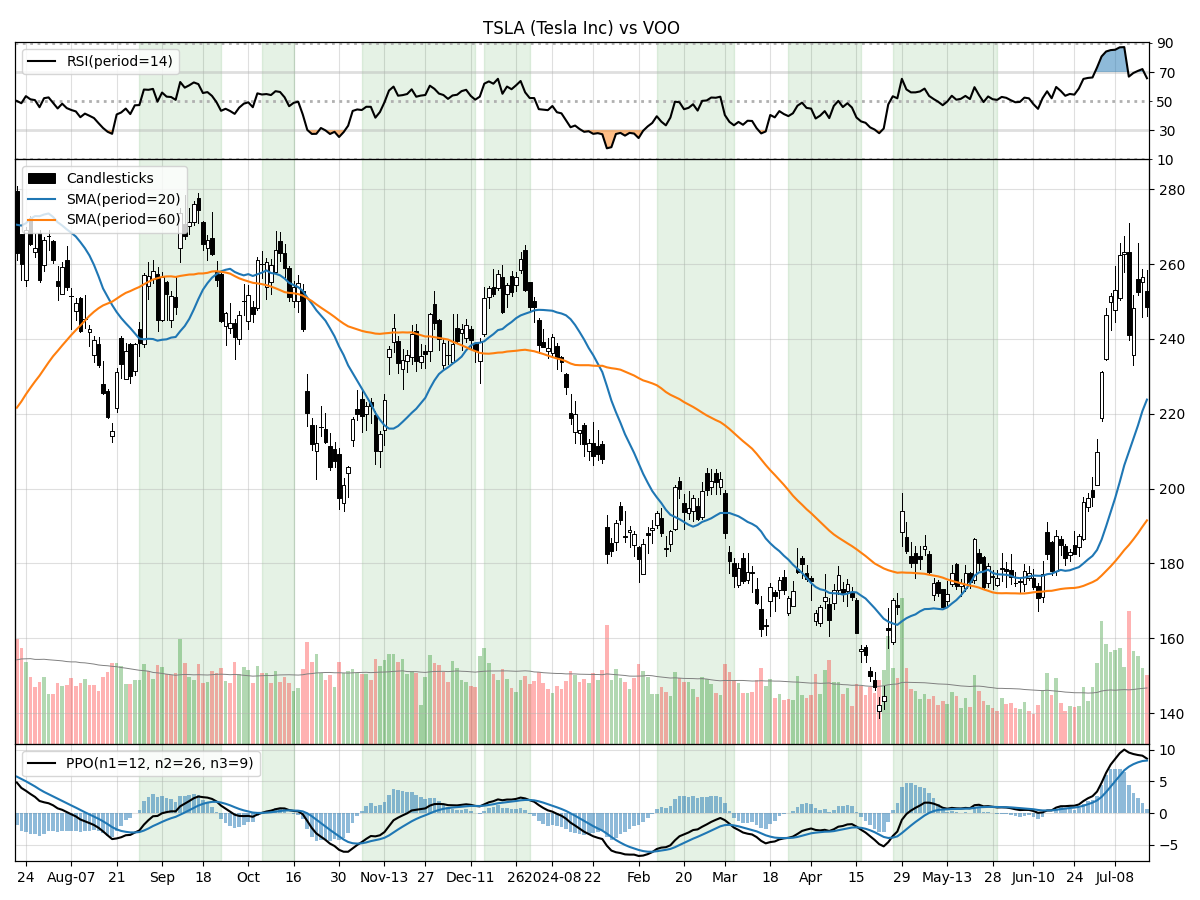 TSLA (Tesla Inc) vs VOO
RSI(period=14)
90
70
50
30
10
Candlesticks
SMA(period=20)
SMA(period=60)
280
260
240
220
200
180
160
140
PPO(n1=12, n2=26, n3=9)
10
5
0
−5
24 Aug-07 21 Sep 18 Oct 16 30 Nov-13 27 Dec-11 26 2024-08 22 Feb 20 Mar 18 Apr 15 29 May-13 28 Jun-10 24 Jul-08